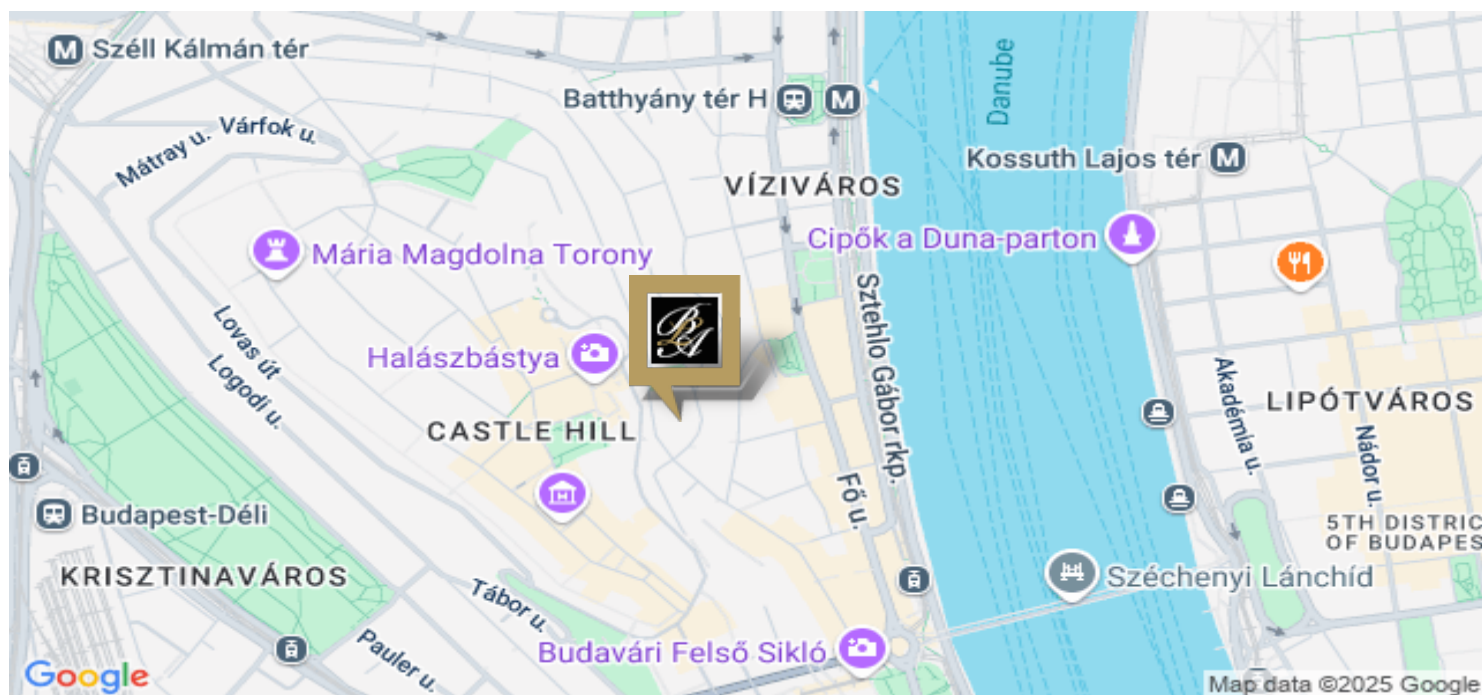 Széll Kálmán tér
Batthyány tér H
Danube
Várfok u.
Mátray u.
Kossuth Lajos tér
VÍZIVÁROS
Mária Magdolna Torony
Cipők a Duna-parton
Sztehlo Gábor rkp.
Lovas út
Logodi u.
Halászbástya
BLA
Akadémia u.
LIPÓTVÁROS
Nádor u.
CASTLE HILL
Fő u.
Budapest-Déli
5TH DISTRIC
OF BUDAPES
KRISZTINAVÁROS
Széchenyi Lánchíd
Tábor u.
Pauler u.
Budavári Felső Sikló
Google
Map data ©2025 Google